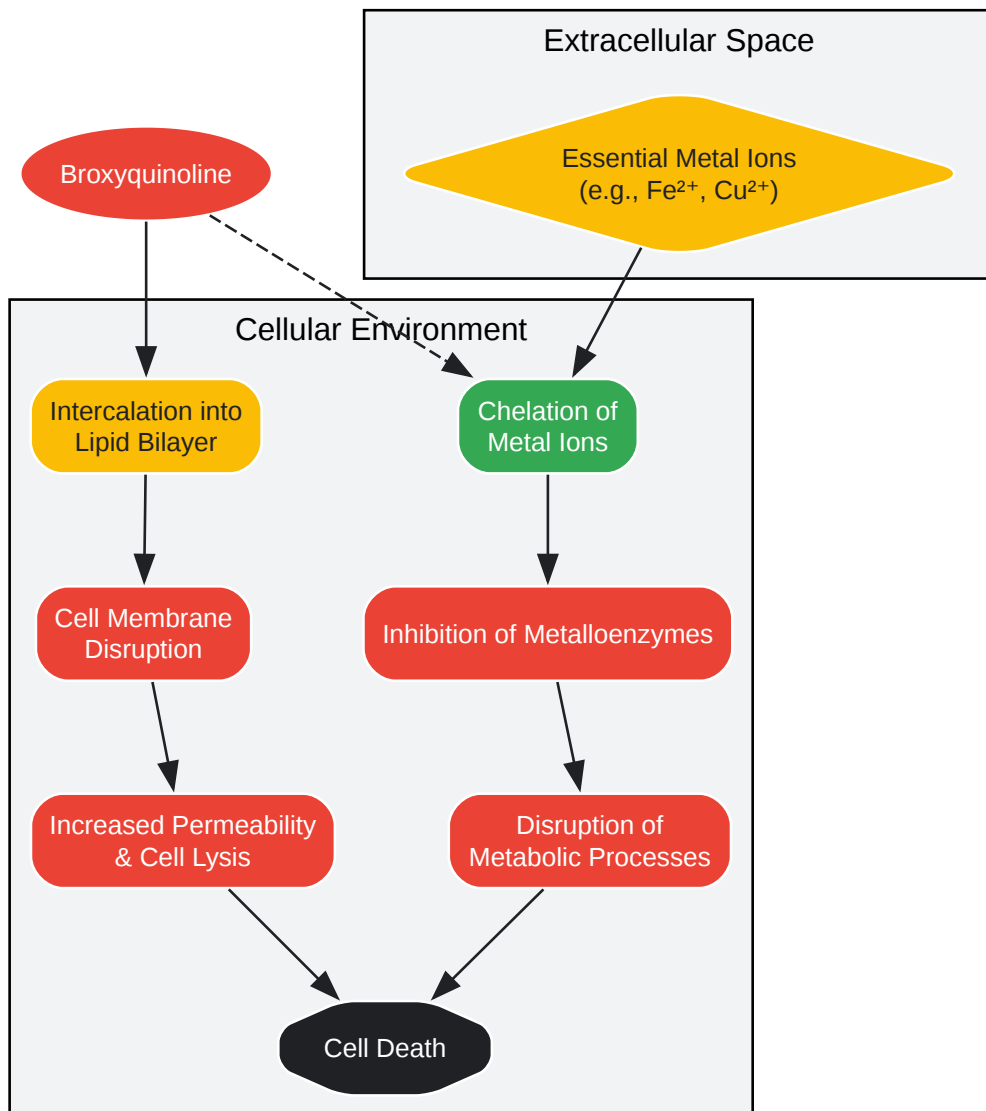 Extracellular Space
Essential Metal Ions
(e.g., Fe²⁺, Cu²⁺)
Broxyquinoline
Cellular Environment
Intercalation into
Lipid Bilayer
Chelation of
Metal Ions
Cell Membrane
Disruption
Inhibition of Metalloenzymes
Increased Permeability
& Cell Lysis
Disruption of
Metabolic Processes
Cell Death